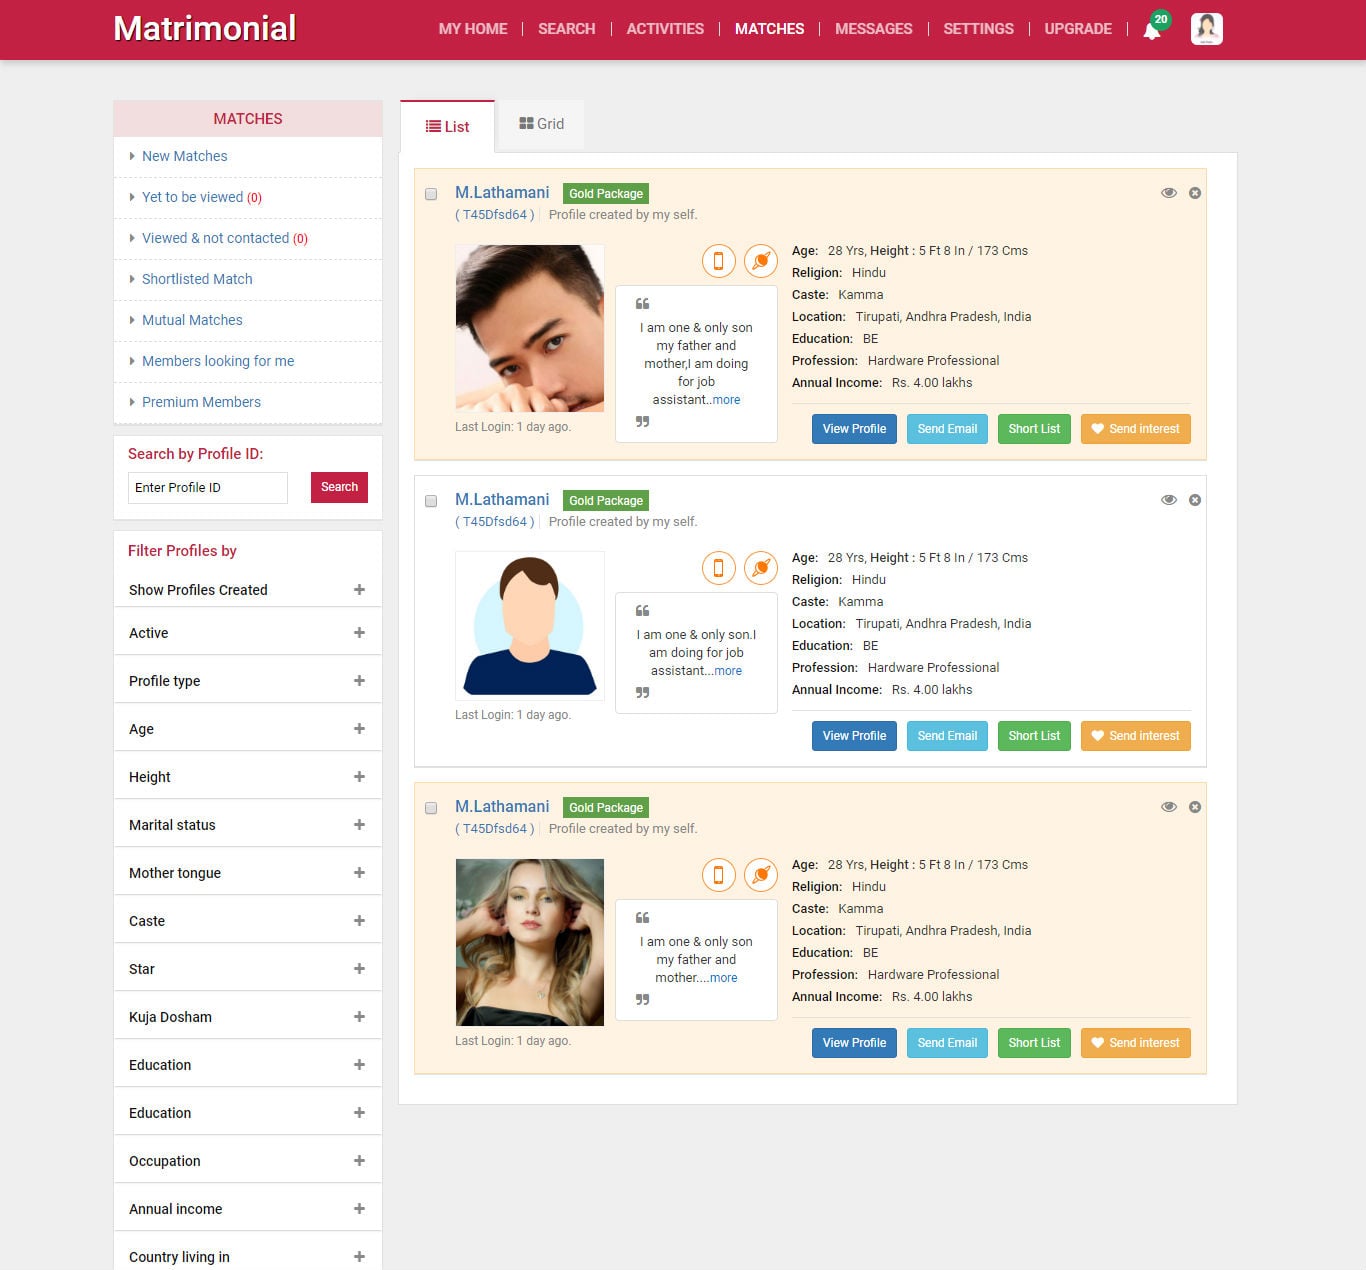 Matrimonial
MY HOME
SEARCH
ACTIVITIES
MATCHES
MESSAGES
SETTINGS
UPGRADE
20
MATCHES
New Matches
Yet to be viewed (0)
Viewed & not contacted (0)
Shortlisted Match
Mutual Matches
Members looking for me
Premium Members
Search by Profile ID:
Enter Profile ID
Search
Filter Profiles by
Show Profiles Created
Active
Profile type
Age
Height
Marital status
Mother tongue
Caste
Star
Kuja Dosham
Education
Education
Occupation
Annual income
Country living in
List
Grid
M.Lathamani Gold Package
( T45Dfsd64 ) Profile created by my self.
Last Login: 1 day ago.
“
I am one & only son
my father and
mother,I am doing
for job
assistant..more
”
Age: 28 Yrs, Height : 5 Ft 8 In / 173 Cms
Religion: Hindu
Caste: Kamma
Location: Tirupati, Andhra Pradesh, India
Education: BE
Profession: Hardware Professional
Annual Income: Rs. 4.00 lakhs
View Profile
Send Email
Short List
Send interest
M.Lathamani Gold Package
( T45Dfsd64 ) Profile created by my self.
Last Login: 1 day ago.
“
I am one & only son.I
am doing for job
assistant...more
”
Age: 28 Yrs, Height : 5 Ft 8 In / 173 Cms
Religion: Hindu
Caste: Kamma
Location: Tirupati, Andhra Pradesh, India
Education: BE
Profession: Hardware Professional
Annual Income: Rs. 4.00 lakhs
View Profile
Send Email
Short List
Send interest
M.Lathamani Gold Package
( T45Dfsd64 ) Profile created by my self.
Last Login: 1 day ago.
“
I am one & only son
my father and
mother....more
”
Age: 28 Yrs, Height : 5 Ft 8 In / 173 Cms
Religion: Hindu
Caste: Kamma
Location: Tirupati, Andhra Pradesh, India
Education: BE
Profession: Hardware Professional
Annual Income: Rs. 4.00 lakhs
View Profile
Send Email
Short List
Send interest